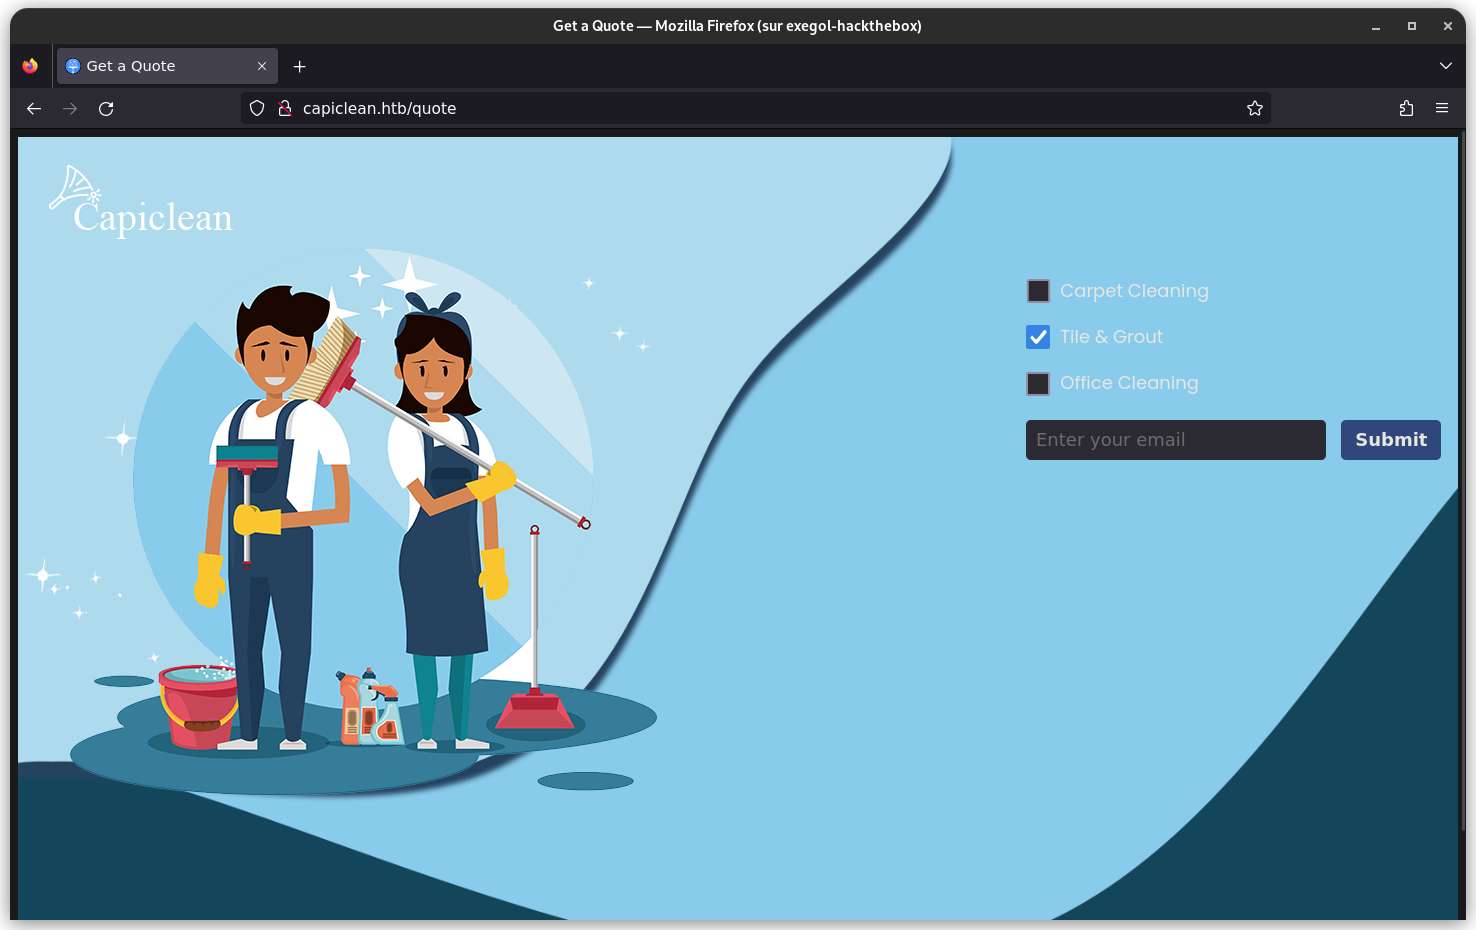 Get a Quote — Mozilla Firefox (sur exegol-hackthebox)
Get a Quote
capiclean.htb/quote
Capiclean
Carpet Cleaning
Tile & Grout
Office Cleaning
Enter your email
Submit